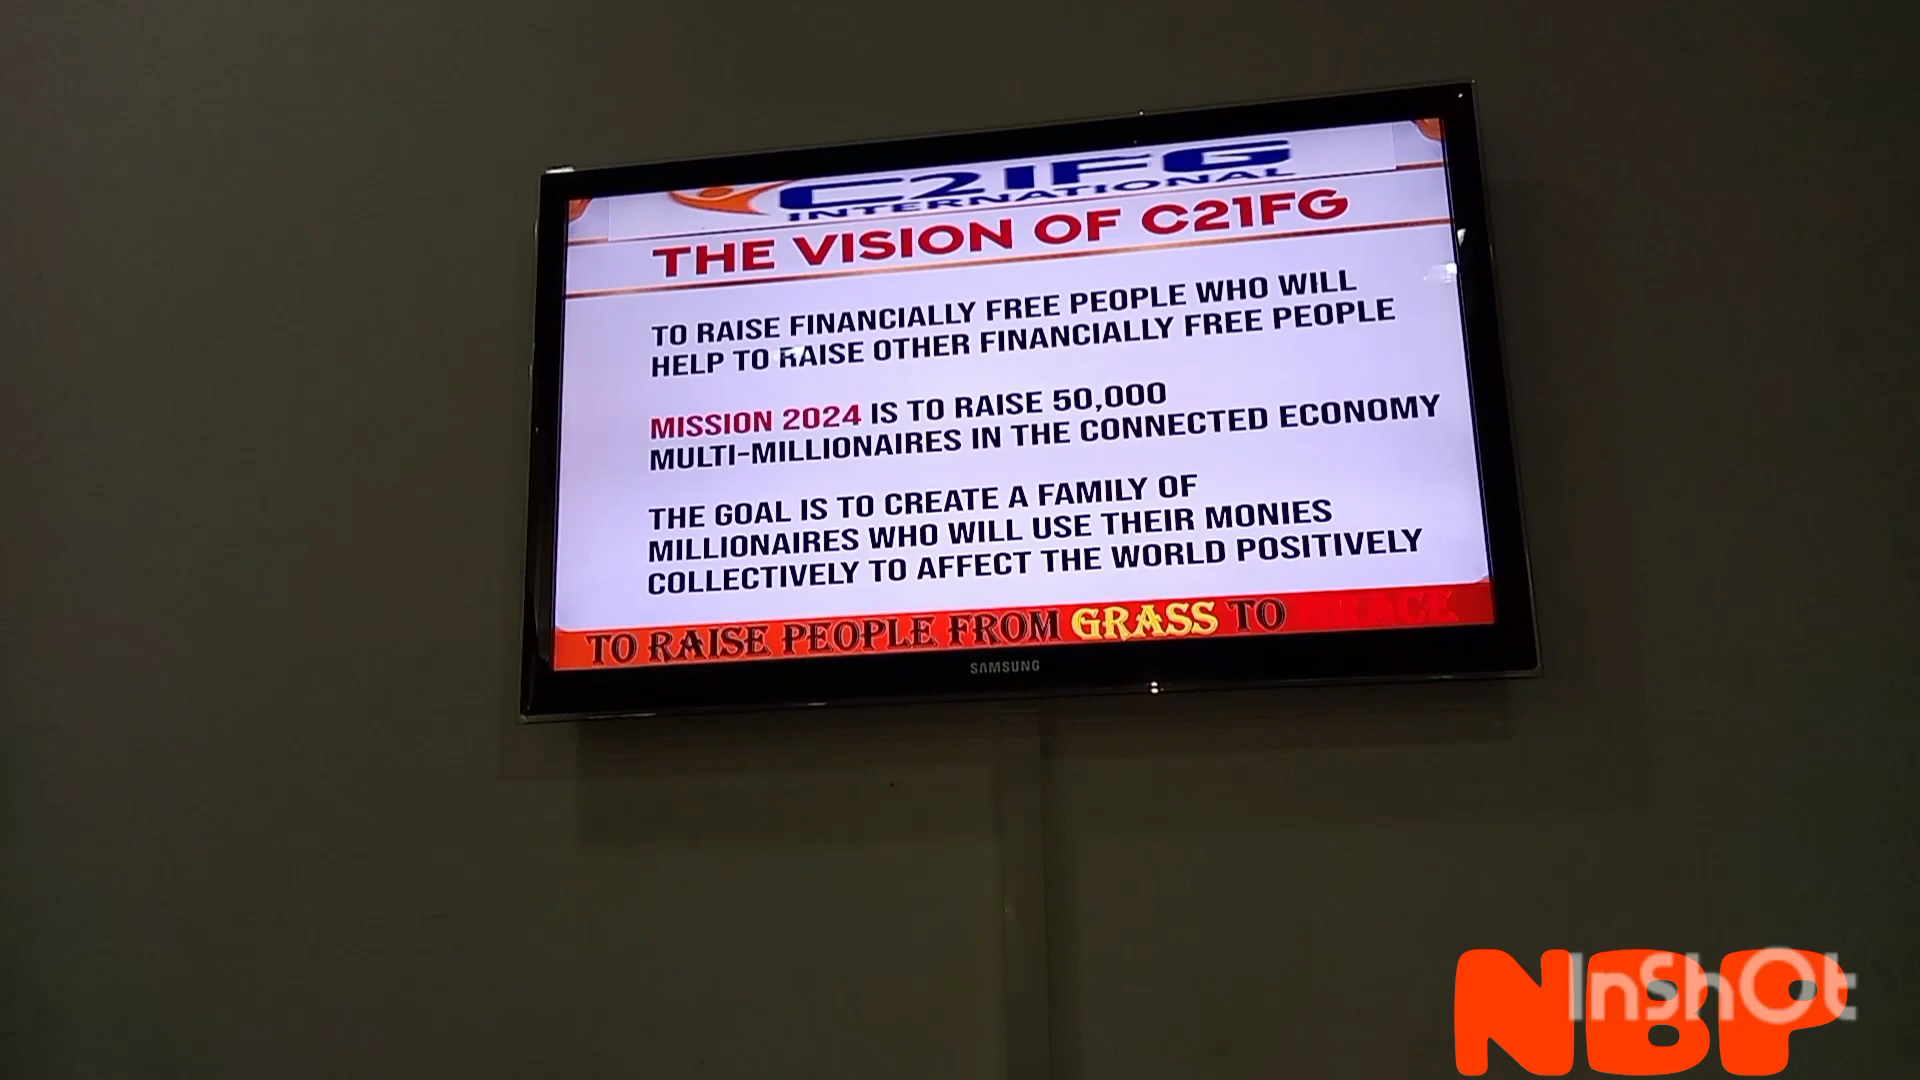 C21FG
INTERNATIONAL
THE VISION OF C21FG
TO RAISE FINANCIALLY FREE PEOPLE WHO WILL
HELP TO RAISE OTHER FINANCIALLY FREE PEOPLE
MISSION 2024 IS TO RAISE 50,000
MULTI-MILLIONAIRES IN THE CONNECTED ECONOMY
THE GOAL IS TO CREATE A FAMILY OF
MILLIONAIRES WHO WILL USE THEIR MONIES
COLLECTIVELY TO AFFECT THE WORLD POSITIVELY
TO RAISE PEOPLE FROM GRASS TO
SAMSUNG
NBP
InShOt